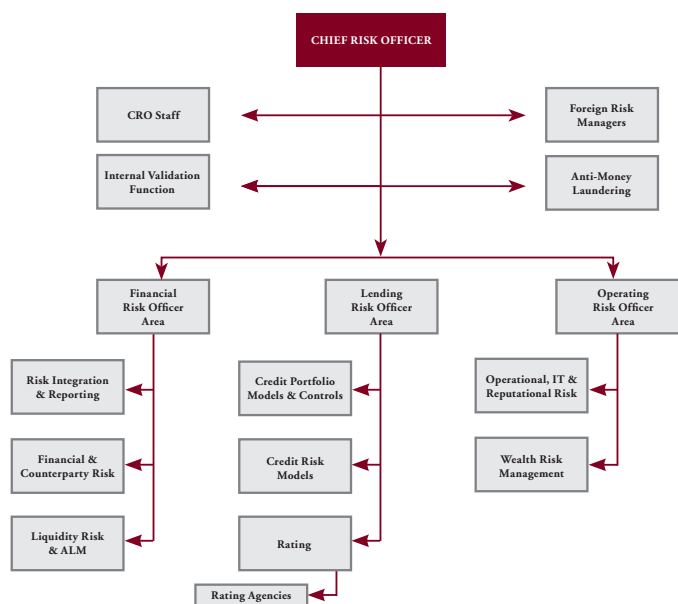 CHIEF RISK OFFICER
CRO Staff
Foreign Risk
Managers
Internal Validation
Function
Anti-Money
Laundering
Financial
Risk Officer
Area
Lending
Risk Officer
Area
Operating
Risk Officer
Area
Risk Integration
& Reporting
Credit Portfolio
Models & Controls
Operational, IT &
Reputational Risk
Financial &
Counterparty Risk
Credit Risk
Models
Wealth Risk
Management
Liquidity Risk
& ALM
Rating
Rating Agencies